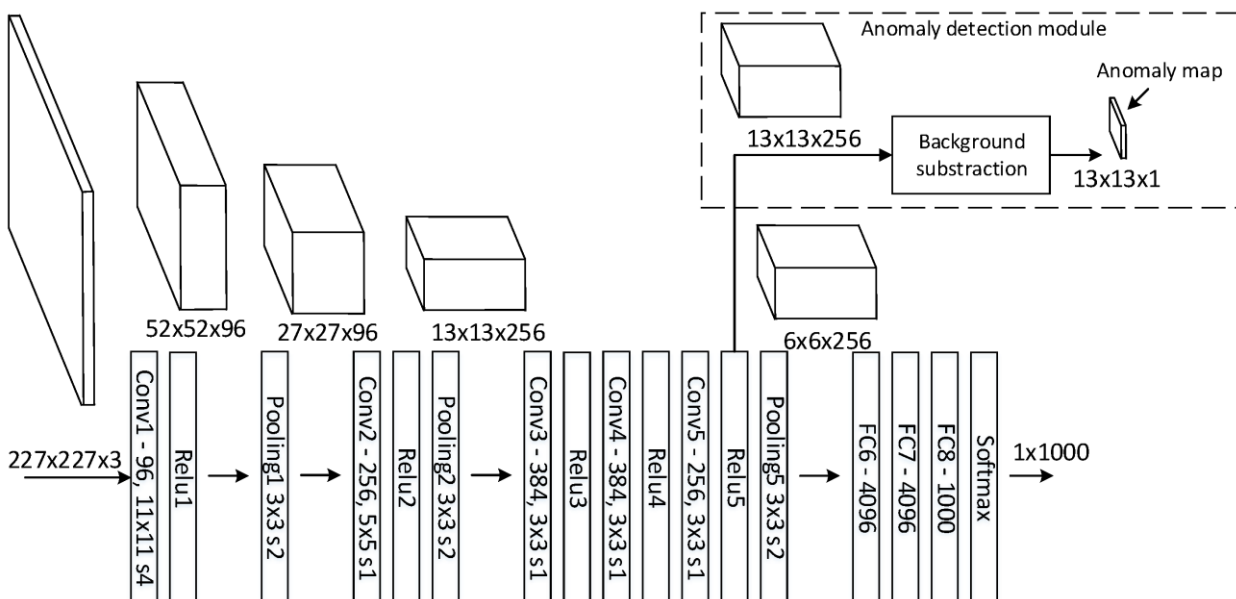 Anomaly detection module
Anomaly map
13x13x256
Background
substraction
13x13x1
52x52x96
27x27x96
13x13x256
6x6x256
227x227x3
Conv1 - 96, 11x11 s4
Relu1
Pooling1 3x3 s2
Conv2 - 256, 5x5 s1
Relu2
Pooling2 3x3 s2
Conv3 - 384, 3x3 s1
Relu3
Conv4 - 384, 3x3 s1
Relu4
Conv5 - 256, 3x3 s1
Relu5
Pooling5 3x3 s2
FC6 - 4096
FC7 - 4096
FC8 - 1000
Softmax
1x1000